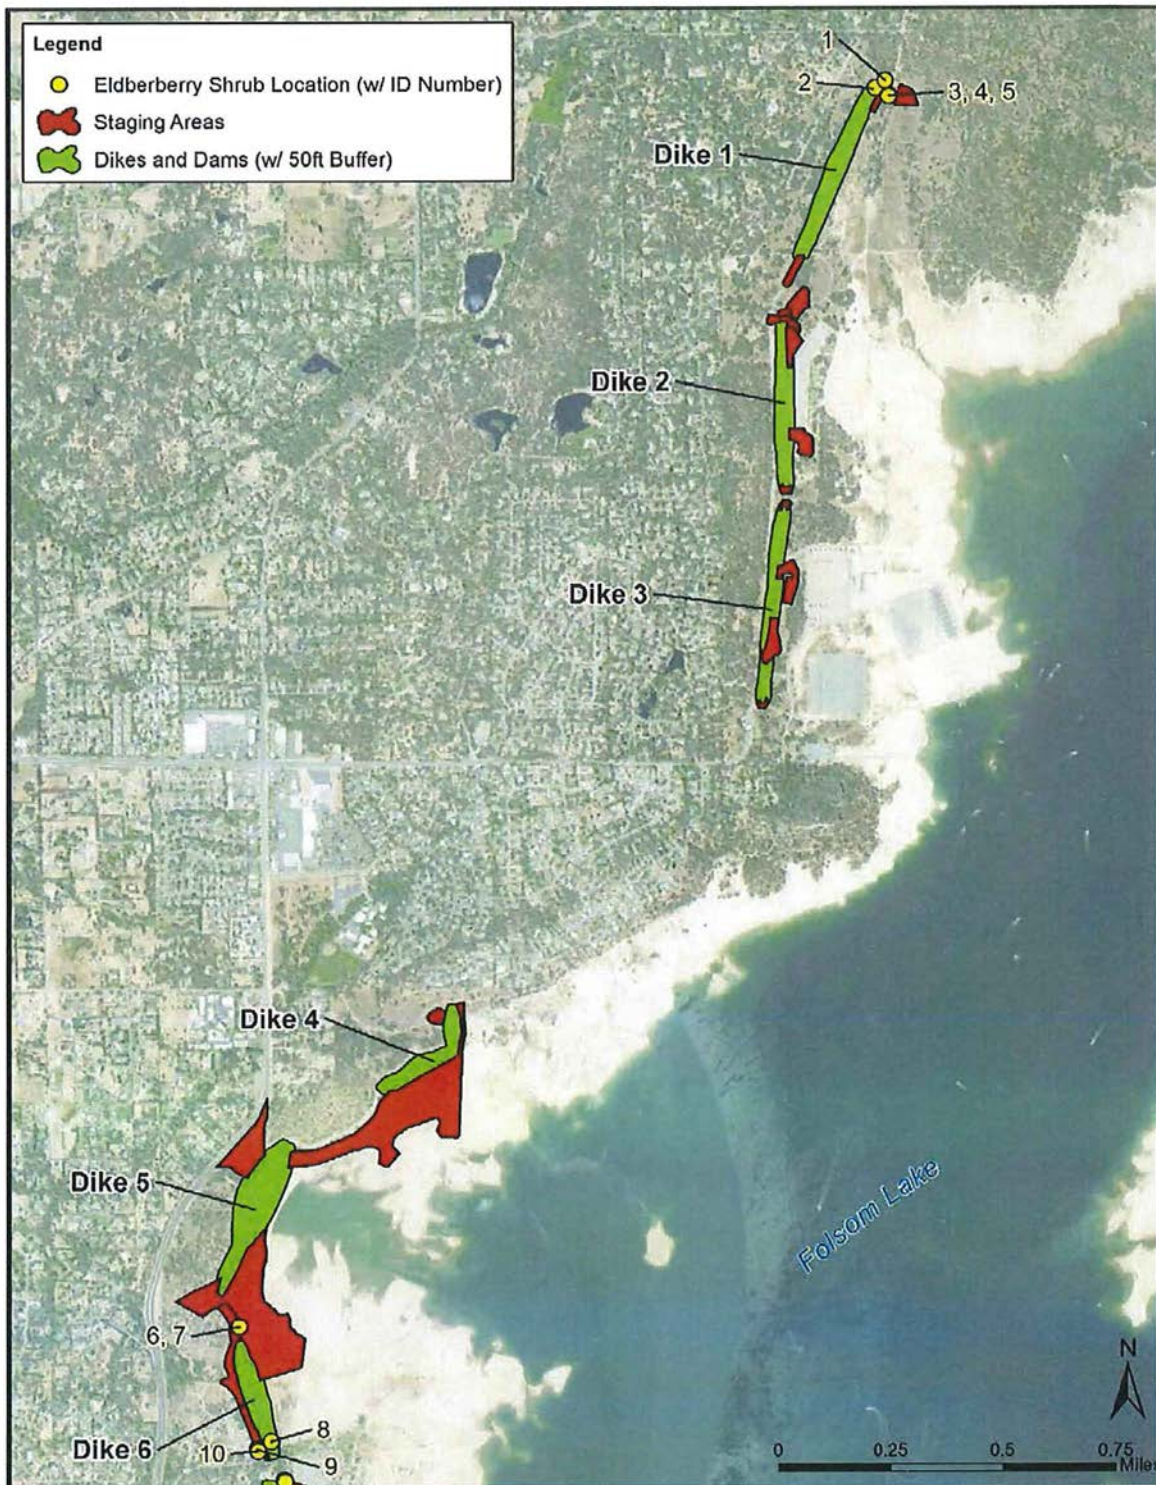 Legend
Eldberberry Shrub Location (w/ ID Number)
Staging Areas
Dikes and Dams (w/ 50ft Buffer)
1
2
3, 4, 5
Dike 1
Dike 2
Dike 3
Dike 4
Dike 5
Folsom Lake
6, 7
N
8
Dike 6
10
9
0 0.25 0.5 0.75
Miles